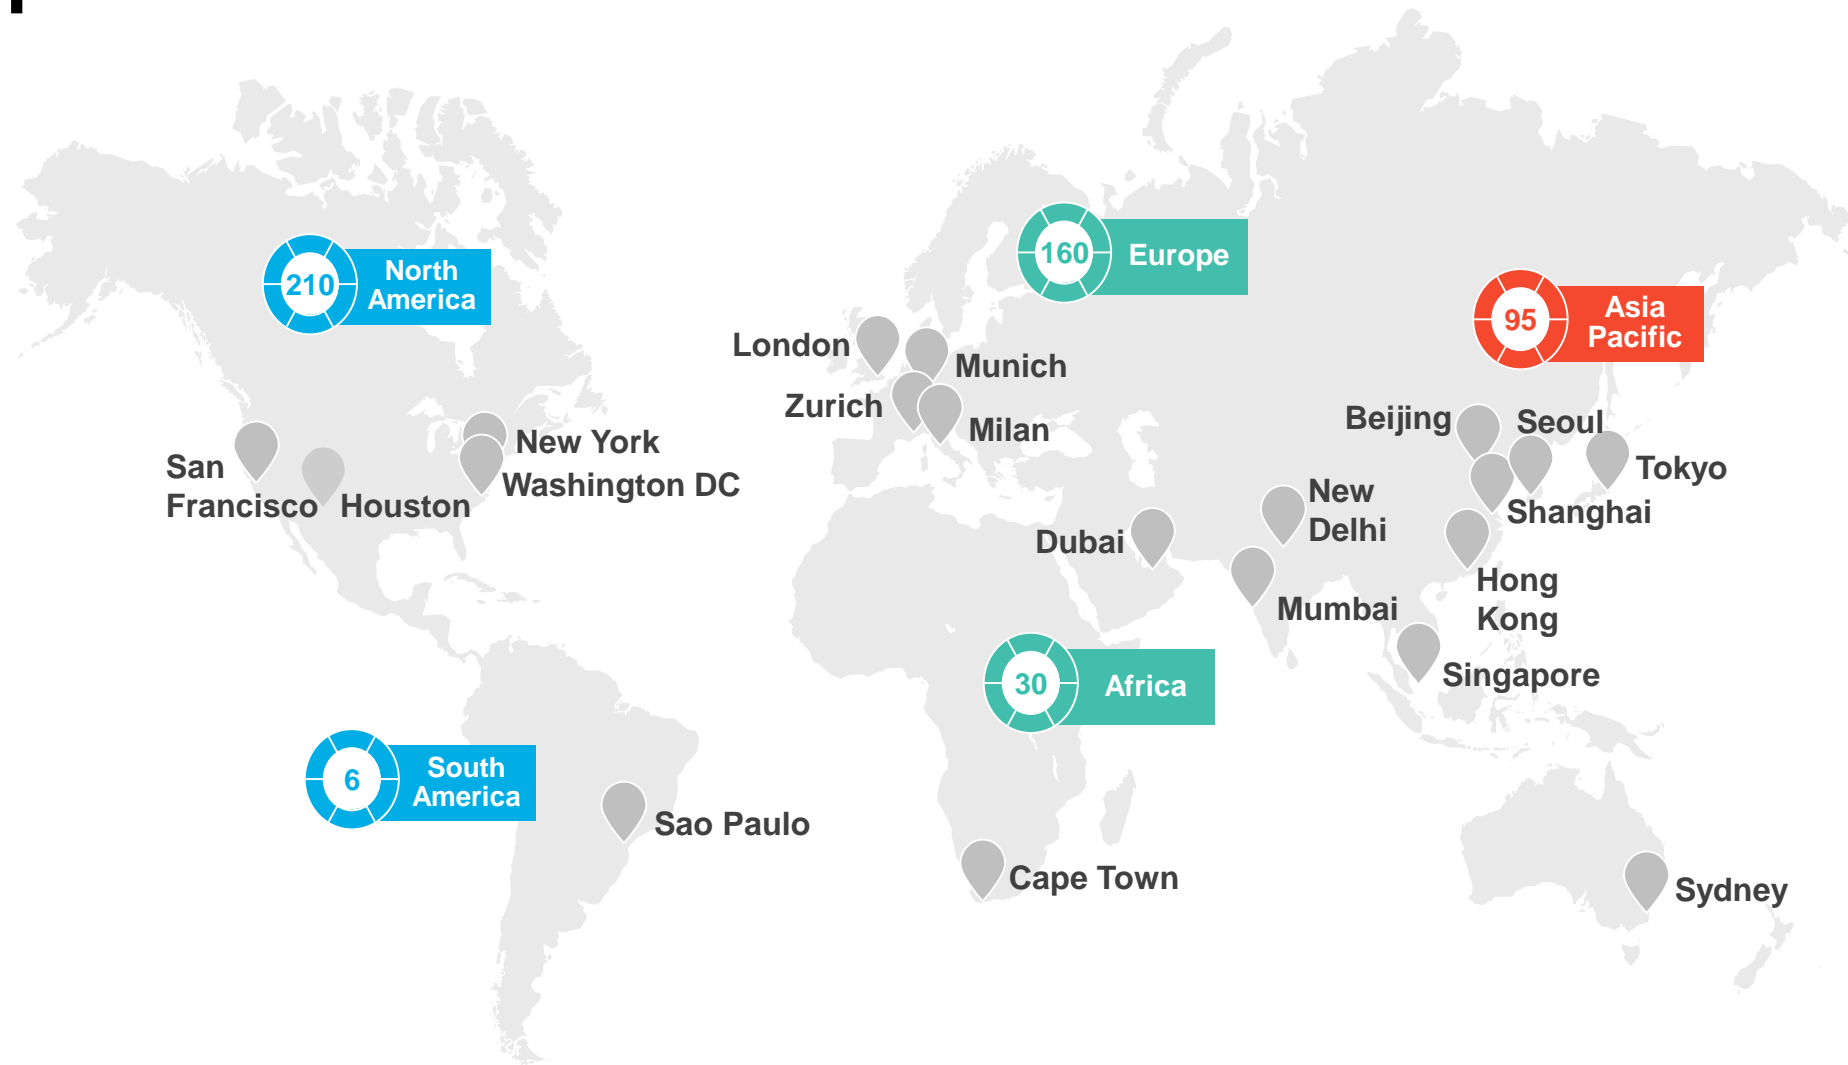 160
Europe
210
North
America
95
Asia
Pacific
London
Munich
Zurich
Milan
Beijing
Seoul
Tokyo
Shanghai
New York
Washington DC
San
Francisco
Houston
New
Delhi
Dubai
Mumbai
Hong
Kong
Singapore
30
Africa
6
South
America
Sao Paulo
Cape Town
Sydney